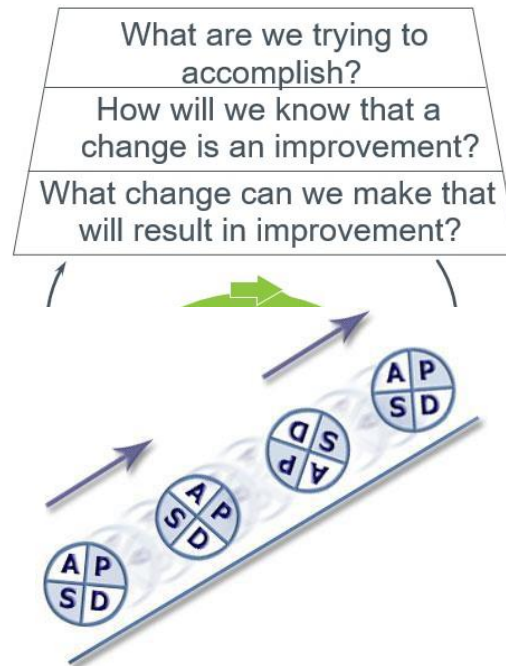 What are we trying to
accomplish?
How will we know that a
change is an improvement?
What change can we make that
will result in improvement?
A P
S D
A P
S D
D S
P A
A P
S D